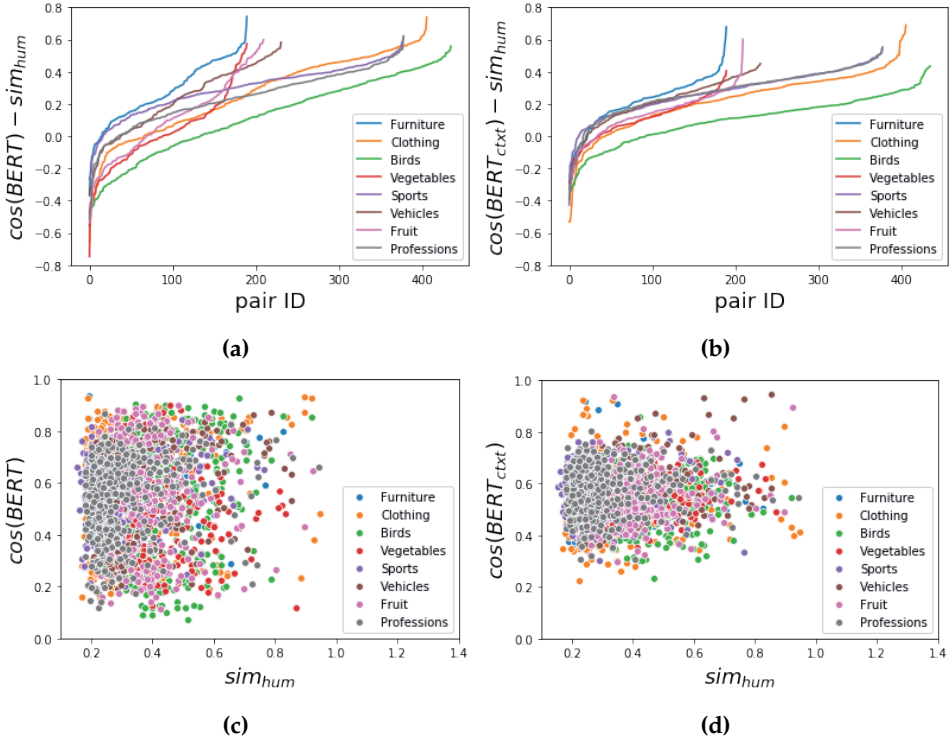 cos(BERT) − sim_hum
0.8
0.6
0.4
0.2
0.0
−0.2
−0.4
−0.6
−0.8
Furniture
Clothing
Birds
Vegetables
Sports
Vehicles
Fruit
Professions
0 100 200 300 400
pair ID
(a)
cos(BERT_ctxt) − sim_hum
0.8
0.6
0.4
0.2
0.0
−0.2
−0.4
−0.6
−0.8
Furniture
Clothing
Birds
Vegetables
Sports
Vehicles
Fruit
Professions
0 100 200 300 400
pair ID
(b)
cos(BERT)
1.0
0.8
0.6
0.4
0.2
0.0
Furniture
Clothing
Birds
Vegetables
Sports
Vehicles
Fruit
Professions
0.2 0.4 0.6 0.8 1.0 1.2 1.4
sim_hum
(c)
cos(BERT_ctxt)
1.0
0.8
0.6
0.4
0.2
0.0
Furniture
Clothing
Birds
Vegetables
Sports
Vehicles
Fruit
Professions
0.2 0.4 0.6 0.8 1.0 1.2 1.4
sim_hum
(d)